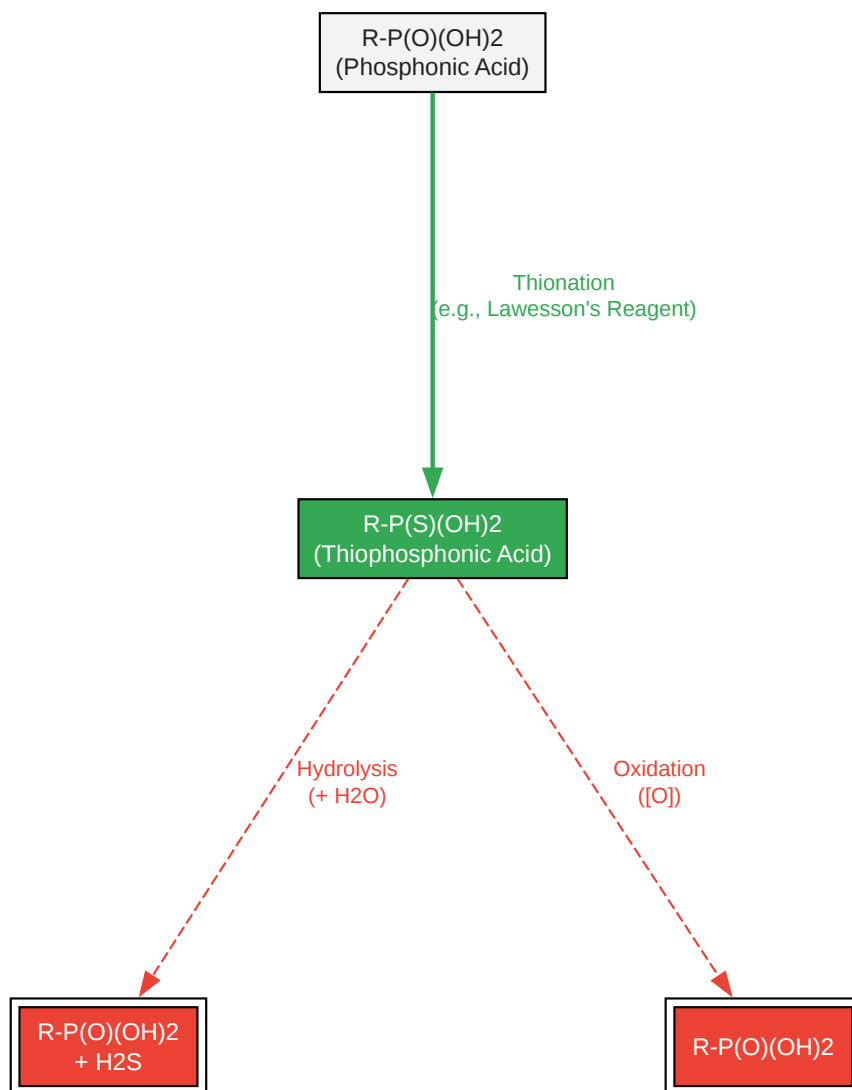 R-P(O)(OH)2
(Phosphonic Acid)
Thionation
(e.g., Lawesson's Reagent)
R-P(S)(OH)2
(Thiophosphonic Acid)
Hydrolysis
(+ H2O)
Oxidation
([O])
R-P(O)(OH)2
+ H2S
R-P(O)(OH)2